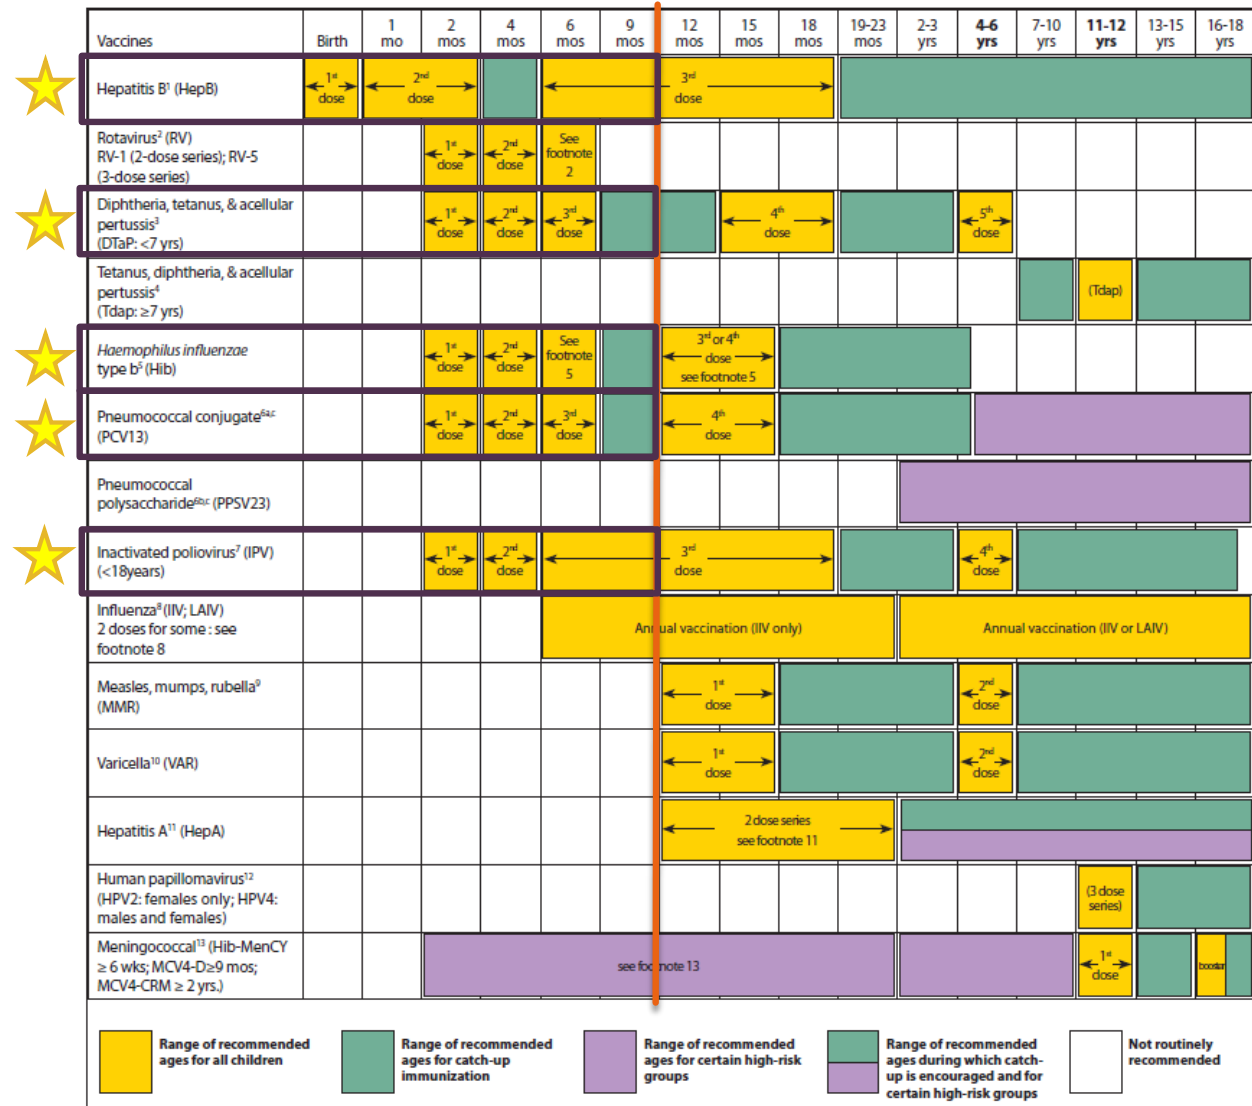 Vaccines Birth 1 mo 2 mos 4 mos 6 mos 9 mos 12 mos 15 mos 18 mos 19-23 mos 2-3 yrs 4-6 yrs 7-10 yrs 11-12 yrs 13-15 yrs 16-18 yrs
Hepatitis B¹ (HepB) 1st dose 2nd dose 3rd dose
Rotavirus² (RV)
RV-1 (2-dose series); RV-5
(3-dose series)
1st dose 2nd dose See footnote 2
Diphtheria, tetanus, & acellular
pertussis³
(DTaP: <7 yrs)
1st dose 2nd dose 3rd dose 4th dose 5th dose
Tetanus, diphtheria, & acellular
pertussis⁴
(Tdap: ≥7 yrs)
(Tdap)
Haemophilus influenzae
type b⁵ (Hib)
1st dose 2nd dose See footnote 5 3rd or 4th dose see footnote 5
Pneumococcal conjugate6a,c
(PCV13)
1st dose 2nd dose 3rd dose 4th dose
Pneumococcal
polysaccharide6b,c (PPSV23)
Inactivated poliovirus⁷ (IPV)
(<18years)
1st dose 2nd dose 3rd dose 4th dose
Influenza⁸ (IIV; LAIV)
2 doses for some : see
footnote 8
Annual vaccination (IIV only) Annual vaccination (IIV or LAIV)
Measles, mumps, rubella⁹
(MMR)
1st dose 2nd dose
Varicella¹⁰ (VAR)
1st dose 2nd dose
Hepatitis A¹¹ (HepA)
2 dose series
see footnote 11
Human papillomavirus¹²
(HPV2: females only; HPV4:
males and females)
(3 dose
series)
Meningococcal¹³ (Hib-MenCY
≥ 6 wks; MCV4-D≥9 mos;
MCV4-CRM ≥ 2 yrs.)
see footnote 13 1st dose booster
Range of recommended
ages for all children
Range of recommended
ages for catch-up
immunization
Range of recommended
ages for certain high-risk
groups
Range of recommended
ages during which catch-
up is encouraged and for
certain high-risk groups
Not routinely
recommended